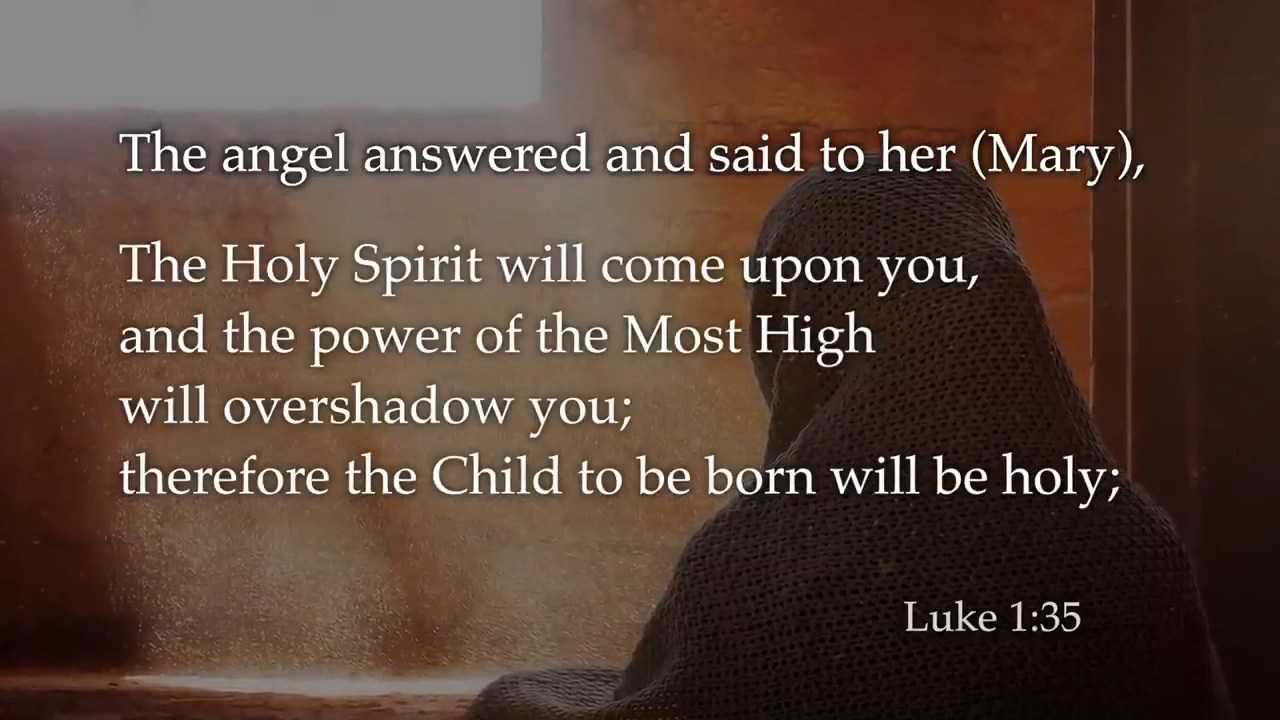 The angel answered and said to her (Mary),
The Holy Spirit will come upon you,
and the power of the Most High
will overshadow you;
therefore the Child to be born will be holy;
Luke 1:35